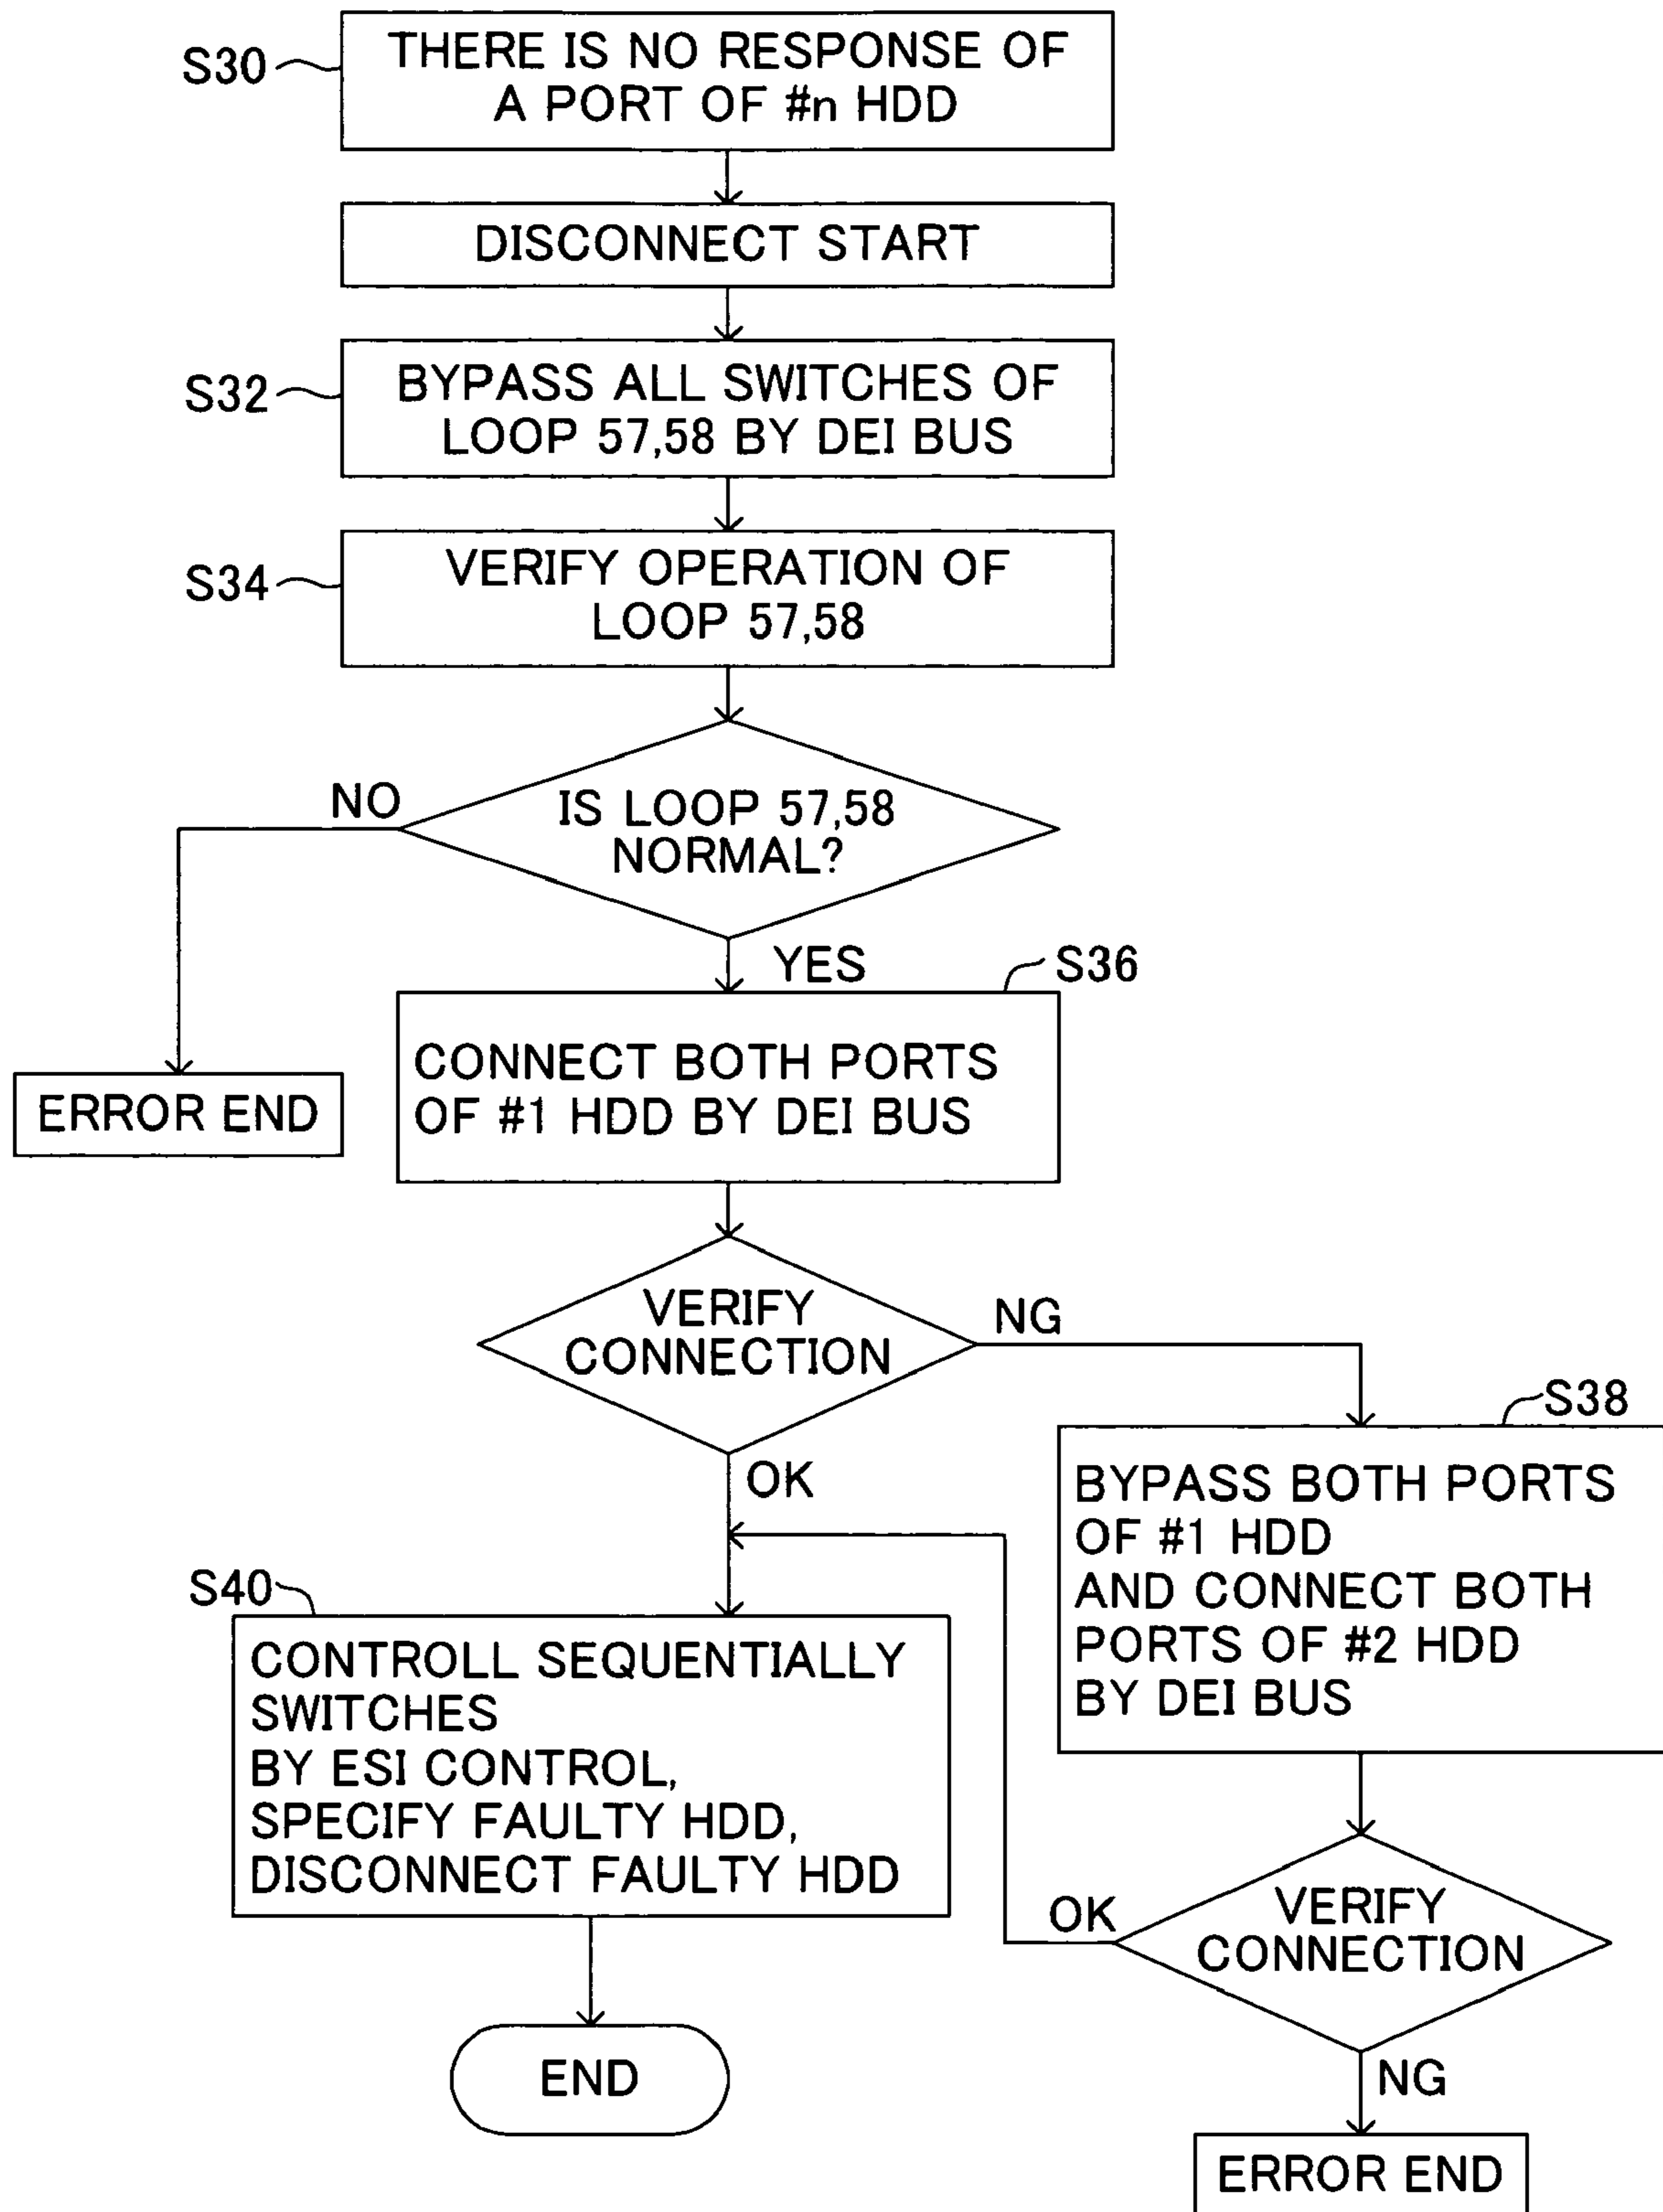 S30
THERE IS NO RESPONSE OF
A PORT OF #n HDD
DISCONNECT START
S32
BYPASS ALL SWITCHES OF
LOOP 57,58 BY DEI BUS
S34
VERIFY OPERATION OF
LOOP 57,58
NO
IS LOOP 57,58
NORMAL?
YES
S36
ERROR END
CONNECT BOTH PORTS
OF #1 HDD BY DEI BUS
VERIFY
CONNECTION
NG
OK
S38
BYPASS BOTH PORTS
OF #1 HDD
AND CONNECT BOTH
PORTS OF #2 HDD
BY DEI BUS
S40
CONTROLL SEQUENTIALLY
SWITCHES
BY ESI CONTROL,
SPECIFY FAULTY HDD,
DISCONNECT FAULTY HDD
OK
VERIFY
CONNECTION
END
NG
ERROR END